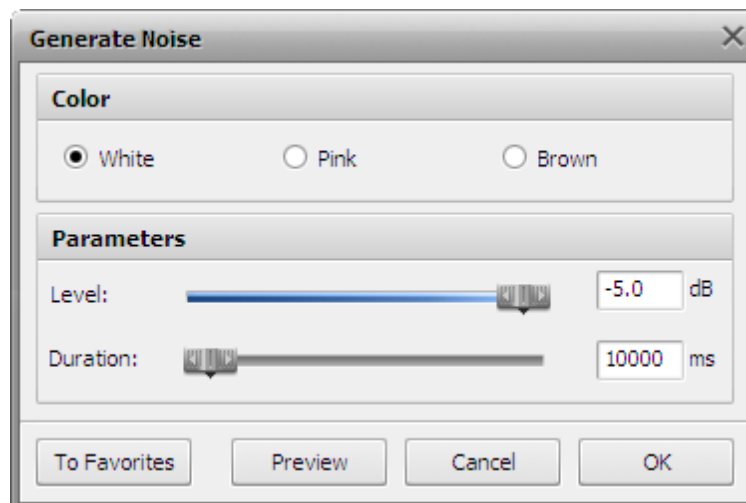 Generate Noise
Color
White Pink Brown
Parameters
Level: -5.0 dB
Duration: 10000 ms
To Favorites Preview Cancel OK